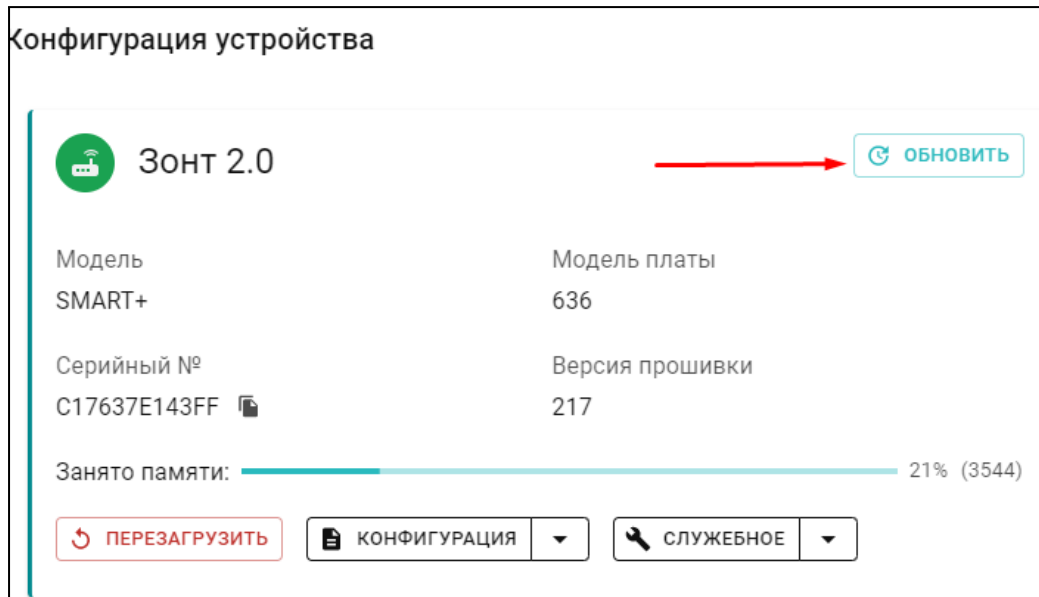 Конфигурация устройства
Зонт 2.0
ОБНОВИТЬ
Модель
Модель платы
SMART+
636
Серийный №
Версия прошивки
C17637E143FF
217
Занято памяти:
21% (3544)
ПЕРЕЗАГРУЗИТЬ
КОНФИГУРАЦИЯ
СЛУЖЕБНОЕ